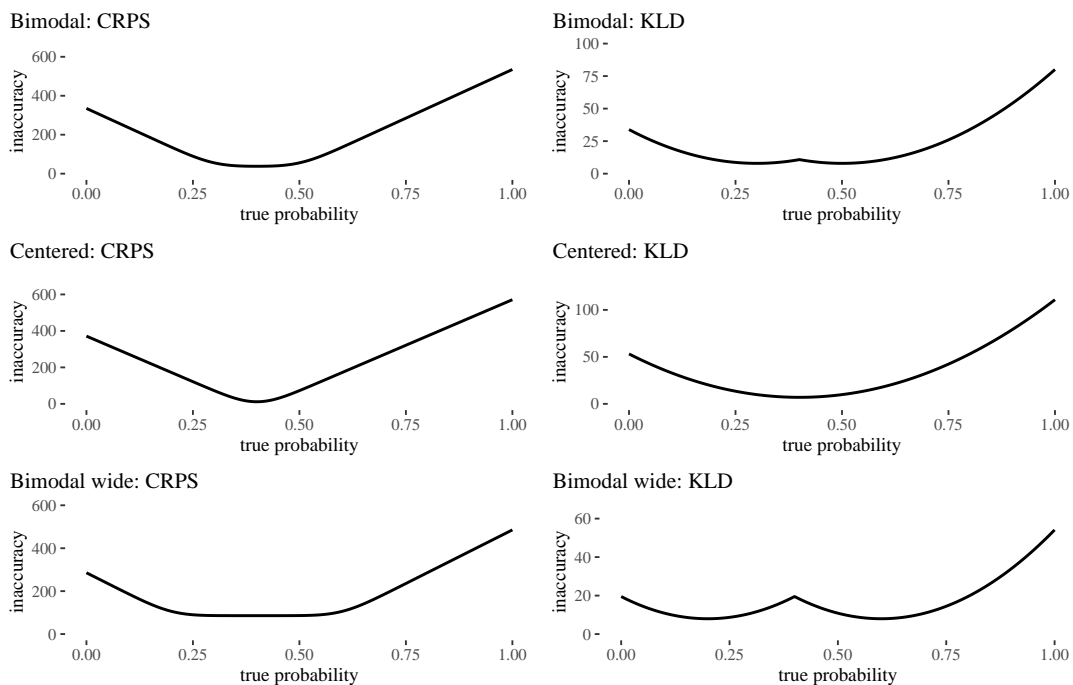 Bimodal: CRPS
inaccuracy
600
400
200
0
0.00 0.25 0.50 0.75 1.00
true probability
Bimodal: KLD
inaccuracy
100
75
50
25
0
0.00 0.25 0.50 0.75 1.00
true probability
Centered: CRPS
inaccuracy
600
400
200
0
0.00 0.25 0.50 0.75 1.00
true probability
Centered: KLD
inaccuracy
100
50
0
0.00 0.25 0.50 0.75 1.00
true probability
Bimodal wide: CRPS
inaccuracy
600
400
200
0
0.00 0.25 0.50 0.75 1.00
true probability
Bimodal wide: KLD
inaccuracy
60
40
20
0
0.00 0.25 0.50 0.75 1.00
true probability